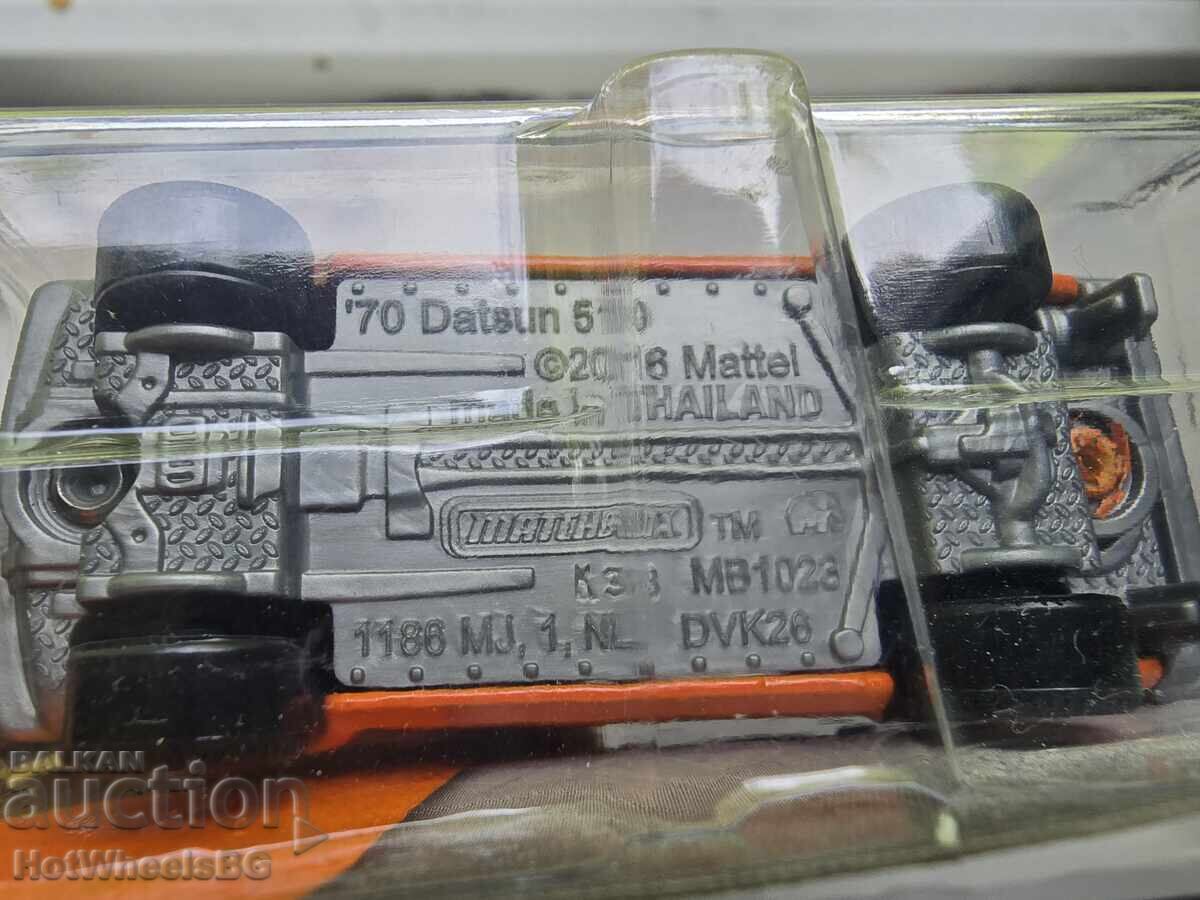 '70 Datsun 510
©2016 Mattel
made in THAILAND
MATCHBOX TM
MB1023
1186 MJ, 1, NL DVK26
BALKAN
auction
HotWheelsBG